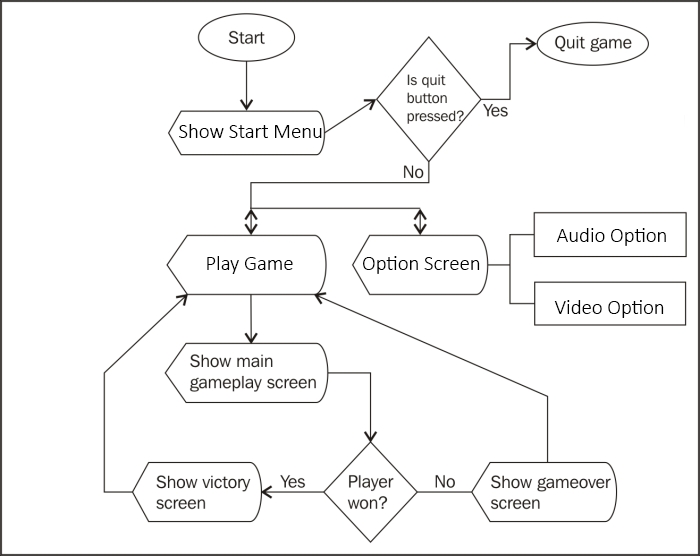 Start
Quit game
Is quit
button
pressed?
Yes
Show Start Menu
No
Play Game
Option Screen
Audio Option
Video Option
Show main
gameplay screen
Show victory
screen
Yes
Player
won?
No
Show gameover
screen